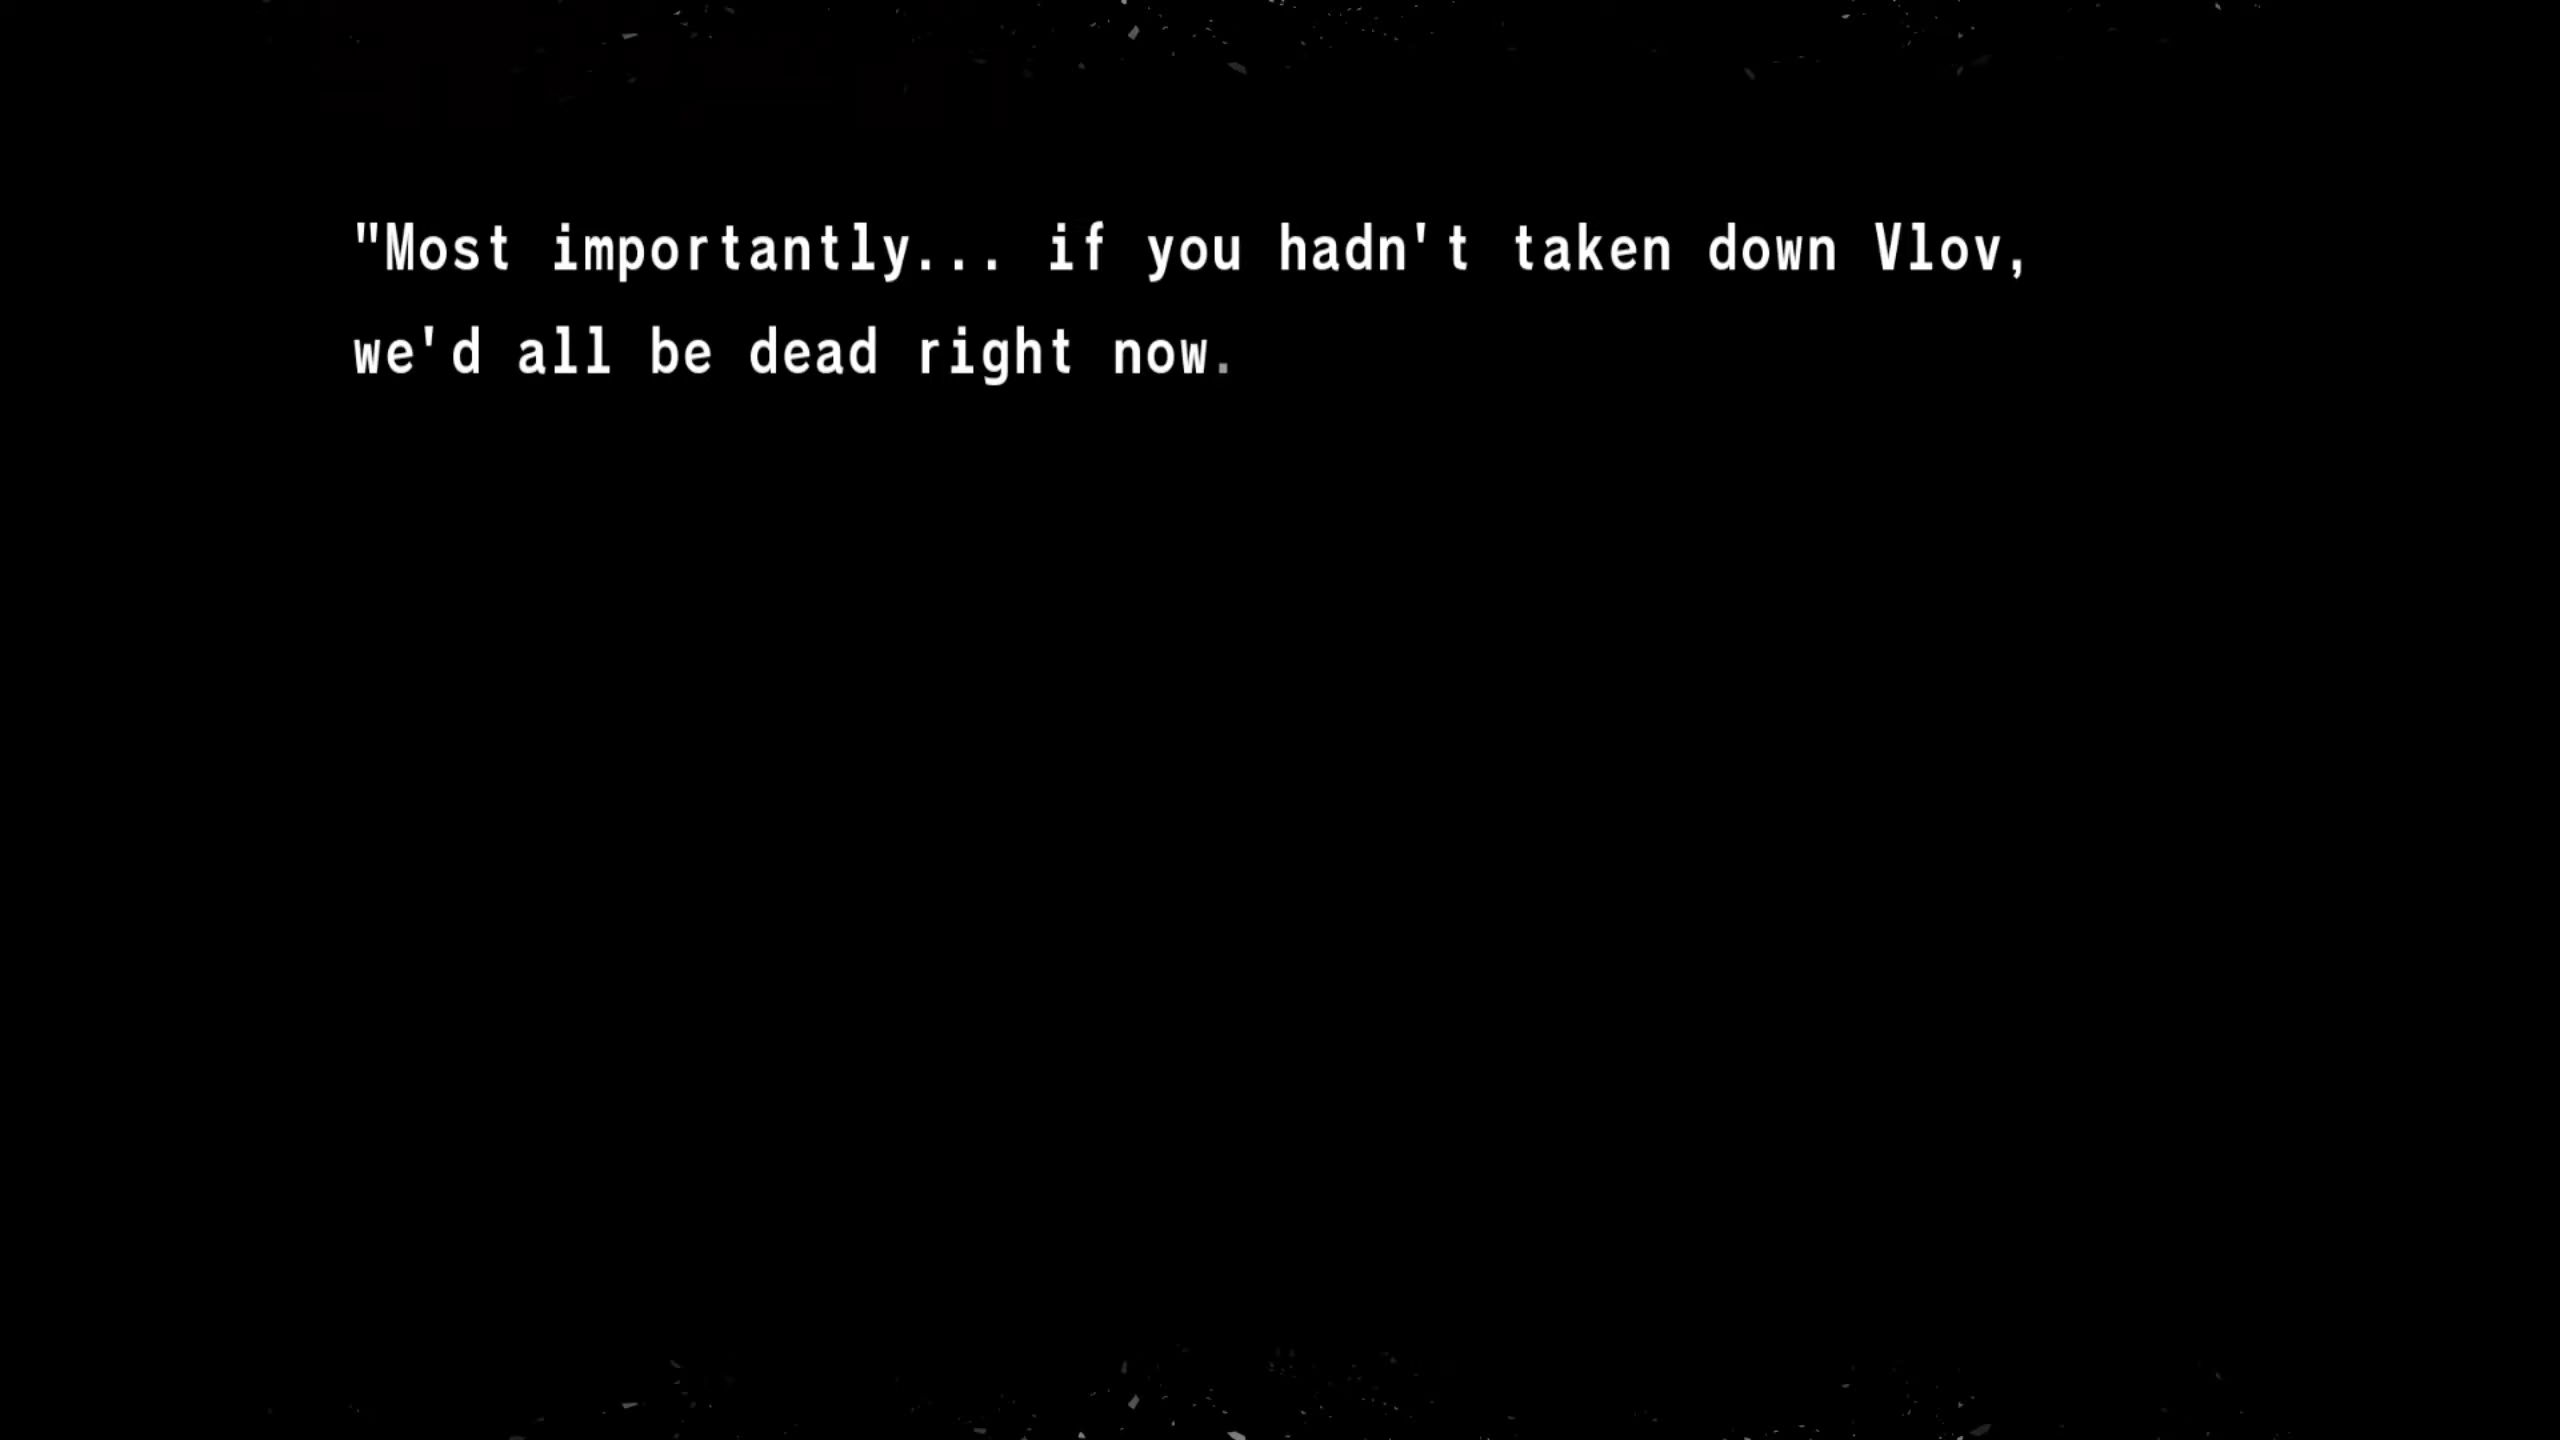 "Most importantly... if you hadn't taken down Vlov,
we'd all be dead right now.